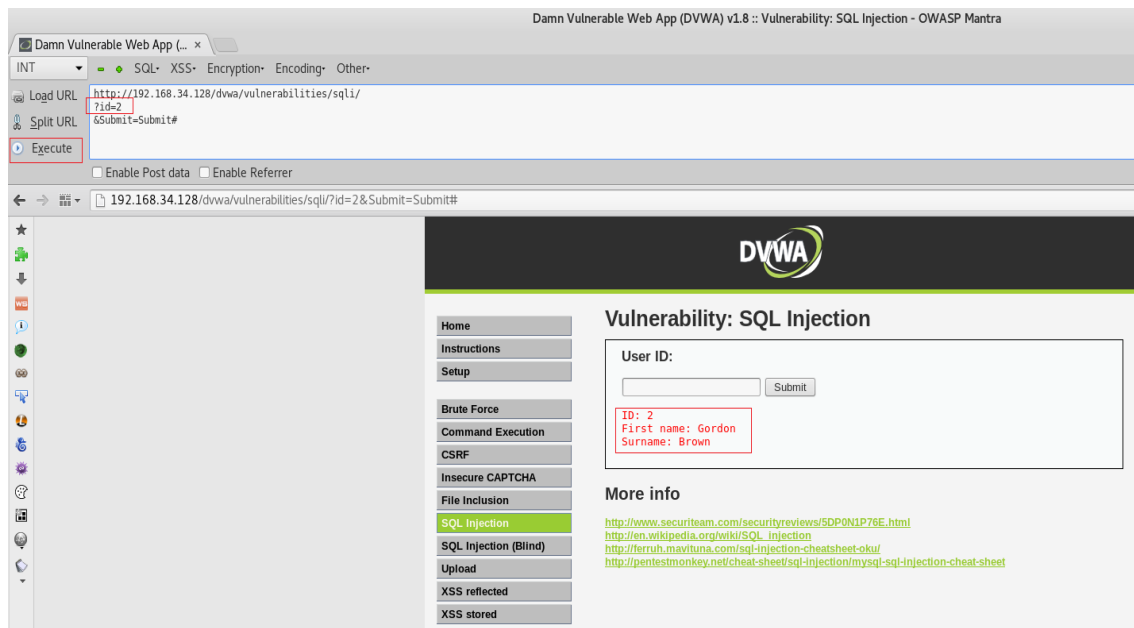 Damn Vulnerable Web App (DVWA) v1.8 :: Vulnerability: SQL Injection - OWASP Mantra
Damn Vulnerable Web App (... ×
INT SQL XSS Encryption Encoding Other
Load URL
Split URL
Execute
http://192.168.34.128/dvwa/vulnerabilities/sqli/
?id=2
&Submit=Submit#
Enable Post data Enable Referrer
192.168.34.128/dvwa/vulnerabilities/sqli/?id=2&Submit=Submit#
WS
DVWA
Home
Instructions
Setup
Brute Force
Command Execution
CSRF
Insecure CAPTCHA
File Inclusion
SQL Injection
SQL Injection (Blind)
Upload
XSS reflected
XSS stored
Vulnerability: SQL Injection
User ID:
Submit
ID: 2
First name: Gordon
Surname: Brown
More info
http://www.securiteam.com/securityreviews/5DP0N1P76E.html
http://en.wikipedia.org/wiki/SQL_injection
http://ferruh.mavituna.com/sql-injection-cheatsheet-oku/
http://pentestmonkey.net/cheat-sheet/sql-injection/mysql-sql-injection-cheat-sheet